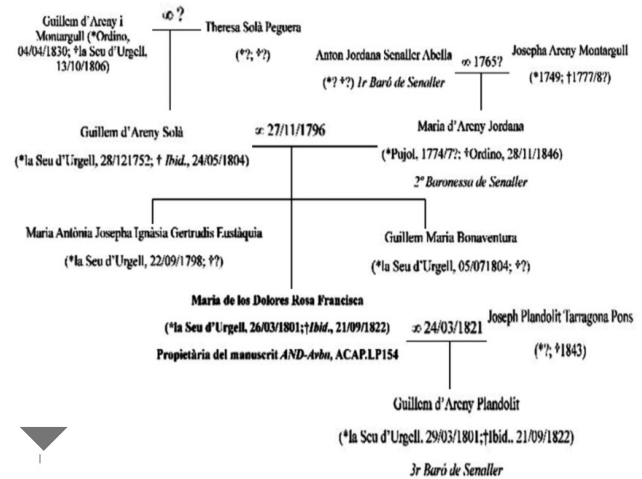 Guillem d'Areny i
Montargull (*Ordino,
04/04/1830; †la Seu d'Urgell,
13/10/1806)
∞ ?
Theresa Solà Peguera
(*?; †?)
Anton Jordana Senaller Abella
(*? †?) 1r Baró de Senaller
∞ 1765?
Josepha Areny Montargull
(*1749; †1777/8?)
Guillem d'Areny Solà
(*la Seu d'Urgell, 28/121752; † Ibid., 24/05/1804)
∞ 27/11/1796
Maria d'Areny Jordana
(*Pujol, 1774/7?; †Ordino, 28/11/1846)
2ª Baronessa de Senaller
Maria Antònia Josepha Ignàsia Gertrudis Eustàquia
(*la Seu d'Urgell, 22/09/1798; †?)
Guillem Maria Bonaventura
(*la Seu d'Urgell, 05/071804; †?)
Maria de los Dolores Rosa Francisca
(*la Seu d'Urgell, 26/03/1801;†Ibid., 21/09/1822)
Propietària del manuscrit AND-Avbn, ACAP.LP154
∞ 24/03/1821
Joseph Plandolit Tarragona Pons
(*?; †1843)
Guillem d'Areny Plandolit
(*la Seu d'Urgell, 29/03/1801;†Ibid., 21/09/1822)
3r Baró de Senaller